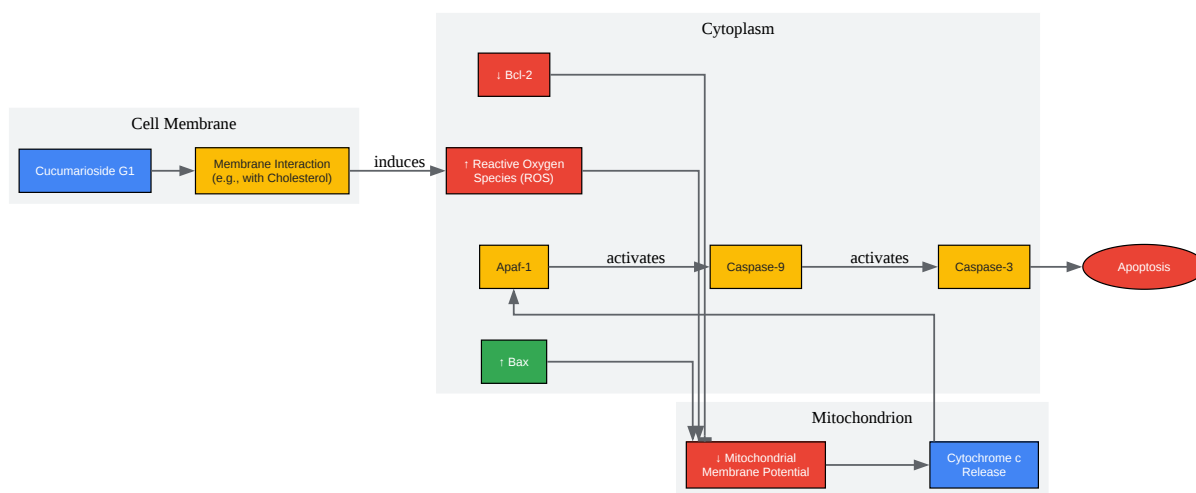 Cytoplasm
↓ Bcl-2
Cell Membrane
Cucumarioside G1
Membrane Interaction
(e.g., with Cholesterol)
induces
↑ Reactive Oxygen
Species (ROS)
Apaf-1
activates
Caspase-9
activates
Caspase-3
Apoptosis
↑ Bax
Mitochondrion
↓ Mitochondrial
Membrane Potential
Cytochrome c
Release